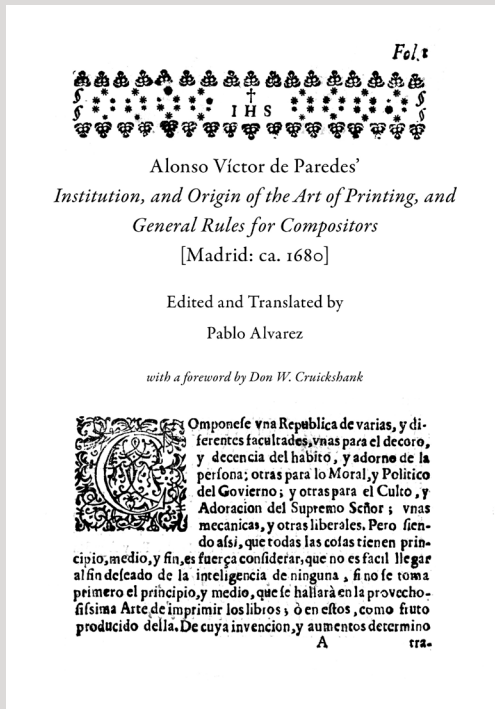 Fol.1
IHS
Alonso Víctor de Paredes’
Institution, and Origin of the Art of Printing, and
General Rules for Compositors
[Madrid: ca. 1680]
Edited and Translated by
Pablo Alvarez
with a foreword by Don W. Cruickshank
COmponeſe vna Republica de varias, y di-
ferentes facultades, vnas para el decoro,
y decencia del habito, y adorno de la
perſona; otras para lo Moral, y Politico
del Govierno; y otras para el Culto, y
Adoracion del Supremo Señor; vnas
mecanicas, y otras liberales. Pero ſien-
do aſsi, que todas las coſas tienen prin-
cipio, medio, y fin, es fuerça conſiderar, que no es facil llegar
al fin deſeado de la inteligencia de ninguna, ſi no ſe toma
primero el principio, y medio, que ſe hallarà en la provecho-
ſiſsima Arte de imprimir los libros; ò en eſtos, como fruto
producido della. De cuya invencion, y aumentos determino
A tra-